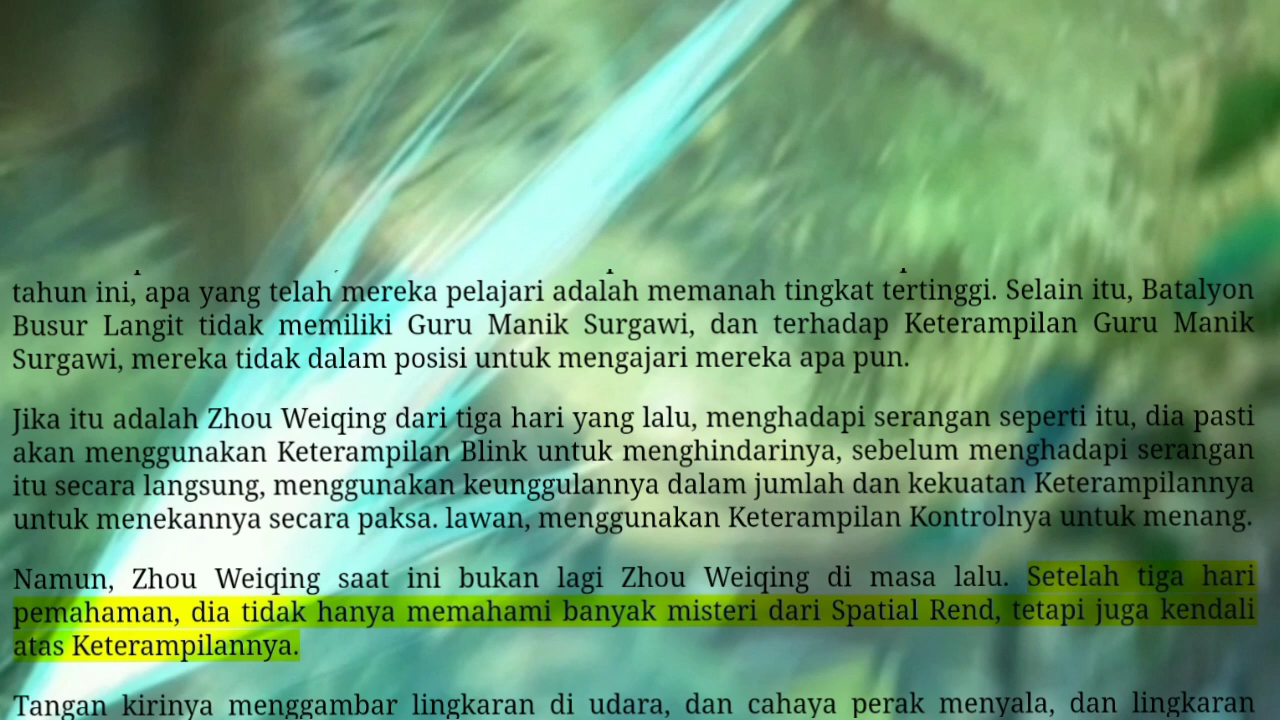 tahun ini, apa yang telah mereka pelajari adalah memanah tingkat tertinggi. Selain itu, Batalyon
Busur Langit tidak memiliki Guru Manik Surgawi, dan terhadap Keterampilan Guru Manik
Surgawi, mereka tidak dalam posisi untuk mengajari mereka apa pun.
Jika itu adalah Zhou Weiqing dari tiga hari yang lalu, menghadapi serangan seperti itu, dia pasti
akan menggunakan Keterampilan Blink untuk menghindarinya, sebelum menghadapi serangan
itu secara langsung, menggunakan keunggulannya dalam jumlah dan kekuatan Keterampilannya
untuk menekannya secara paksa. lawan, menggunakan Keterampilan Kontrolnya untuk menang.
Namun, Zhou Weiqing saat ini bukan lagi Zhou Weiqing di masa lalu. Setelah tiga hari
pemahaman, dia tidak hanya memahami banyak misteri dari Spatial Rend, tetapi juga kendali
atas Keterampilannya.
Tangan kirinya menggambar lingkaran di udara, dan cahaya perak menyala, dan lingkaran